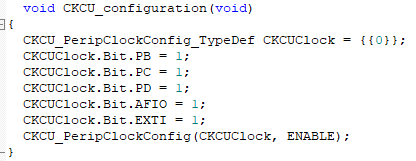 void CKCU_configuration(void)
{
CKCU_PeripClockConfig_TypeDef CKCUClock = {{0}};
CKCUClock.Bit.PB = 1;
CKCUClock.Bit.PC = 1;
CKCUClock.Bit.PD = 1;
CKCUClock.Bit.AFIO = 1;
CKCUClock.Bit.EXTI = 1;
CKCU_PeripClockConfig(CKCUClock, ENABLE);
}